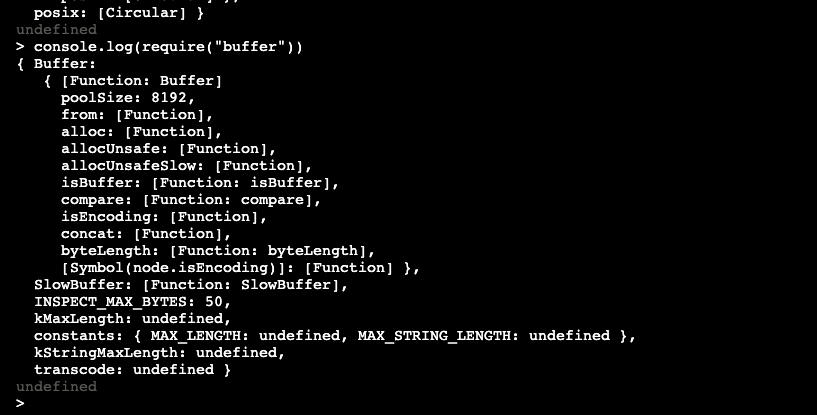 posix: [Circular] }
undefined
> console.log(require("buffer"))
{ Buffer:
   { [Function: Buffer]
     poolSize: 8192,
     from: [Function],
     alloc: [Function],
     allocUnsafe: [Function],
     allocUnsafeSlow: [Function],
     isBuffer: [Function: isBuffer],
     compare: [Function: compare],
     isEncoding: [Function],
     concat: [Function],
     byteLength: [Function: byteLength],
     [Symbol(node.isEncoding)]: [Function] },
  SlowBuffer: [Function: SlowBuffer],
  INSPECT_MAX_BYTES: 50,
  kMaxLength: undefined,
  constants: { MAX_LENGTH: undefined, MAX_STRING_LENGTH: undefined },
  kStringMaxLength: undefined,
  transcode: undefined }
undefined
>